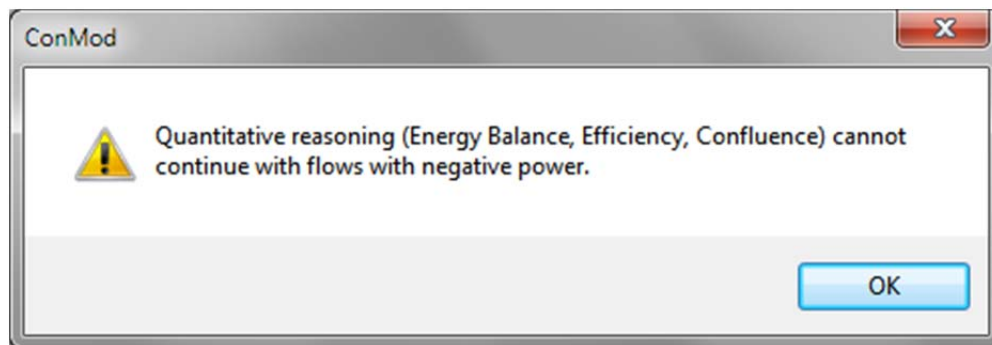 ConMod
Quantitative reasoning (Energy Balance, Efficiency, Confluence) cannot
continue with flows with negative power.
OK